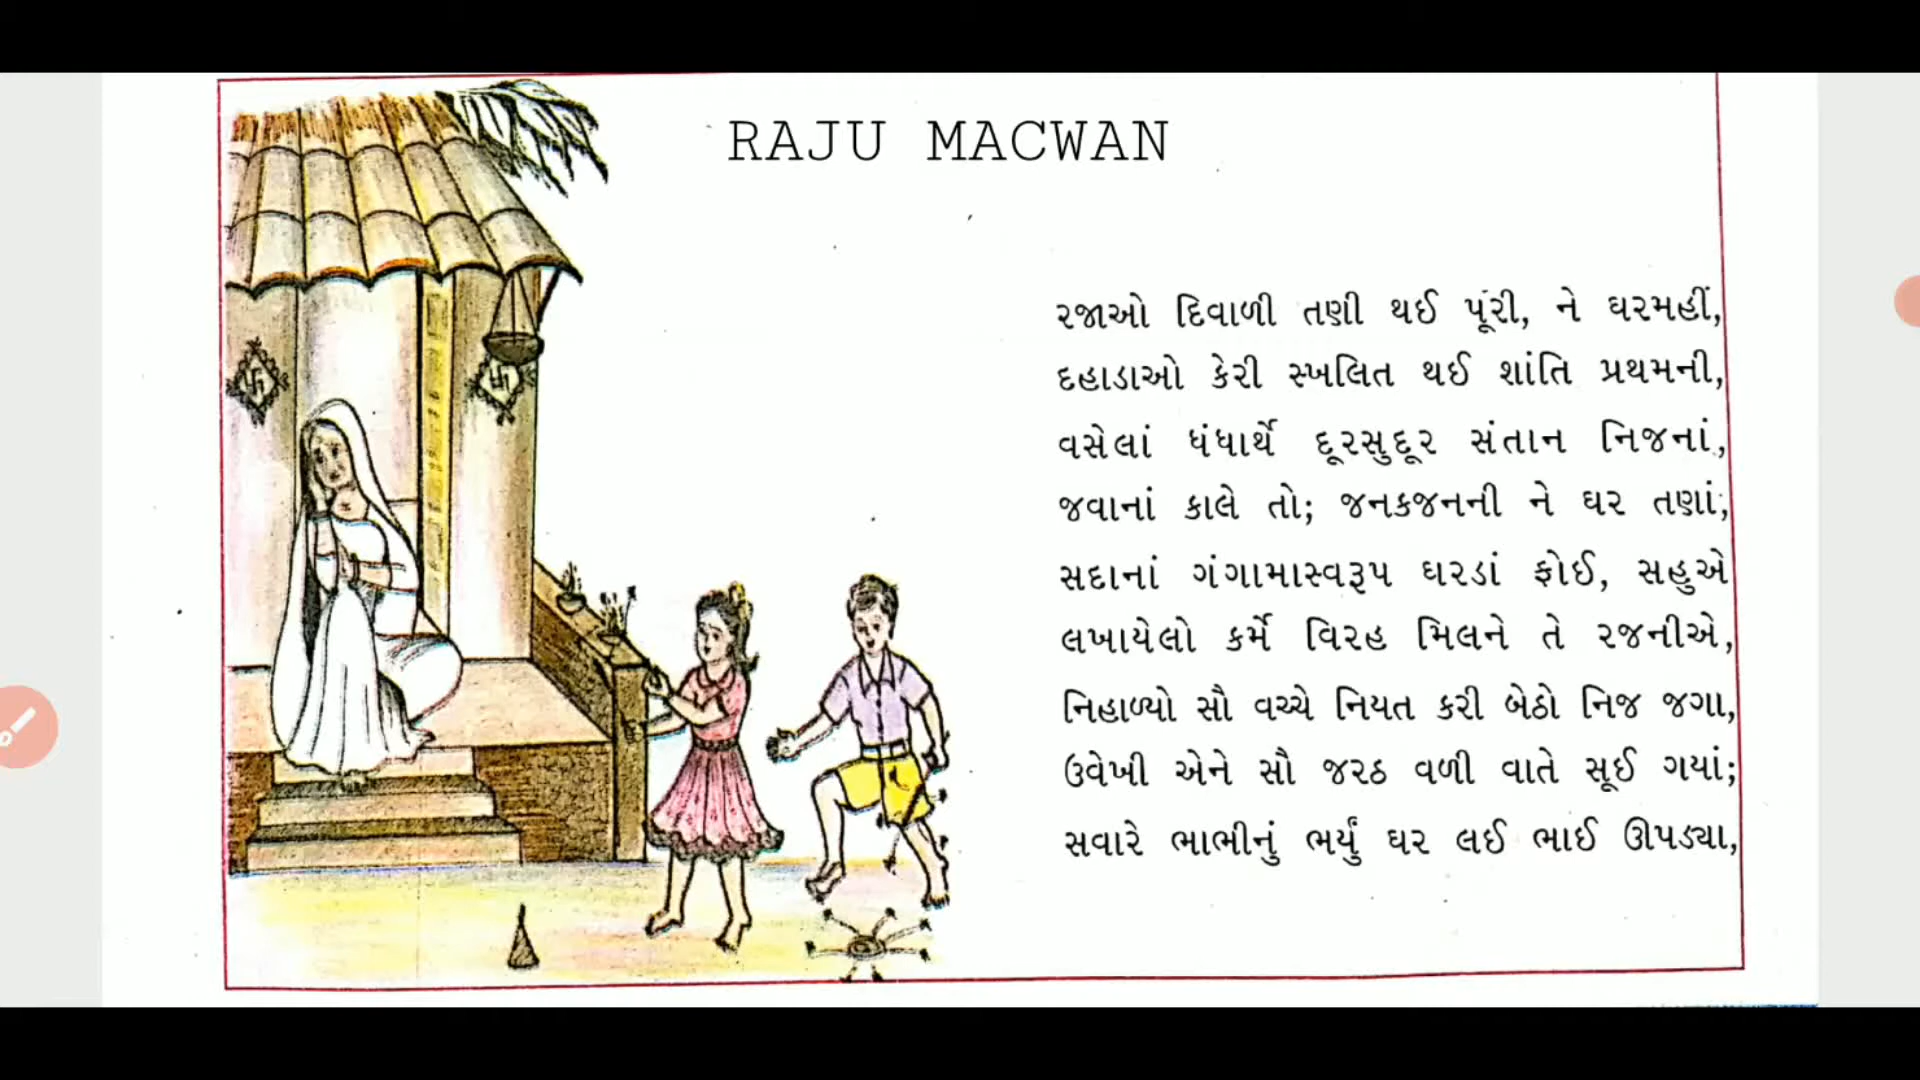 RAJU MACWAN
રજાઓ દિવાળી તણી થઈ પૂરી, ને ઘરમહીં,
દહાડાઓ કેરી સ્ખલિત થઈ શાંતિ પ્રથમની,
વસેલાં ધંધાર્થે દૂરસુદૂર સંતાન નિજનાં,
જવાનાં કાલે તો; જનકજનની ને ઘર તણાં,
સદાનાં ગંગામાસ્વરૂપ ઘરડાં ફોઈ, સહુએ
લખાયેલો કર્મે વિરહ મિલને તે રજનીએ,
નિહાળ્યો સૌ વચ્ચે નિયત કરી બેઠો નિજ જગા,
ઉવેખી એને સૌ જરઠ વળી વાતે સૂઈ ગયાં;
સવારે ભાભીનું ભર્યું ઘર લઈ ભાઈ ઊપડ્યા,